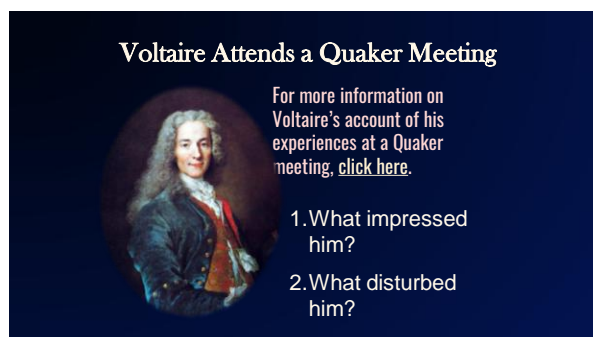 Voltaire Attends a Quaker Meeting
For more information on
Voltaire's account of his
experiences at a Quaker
meeting, click here.
1.What impressed
him?
2.What disturbed
him?